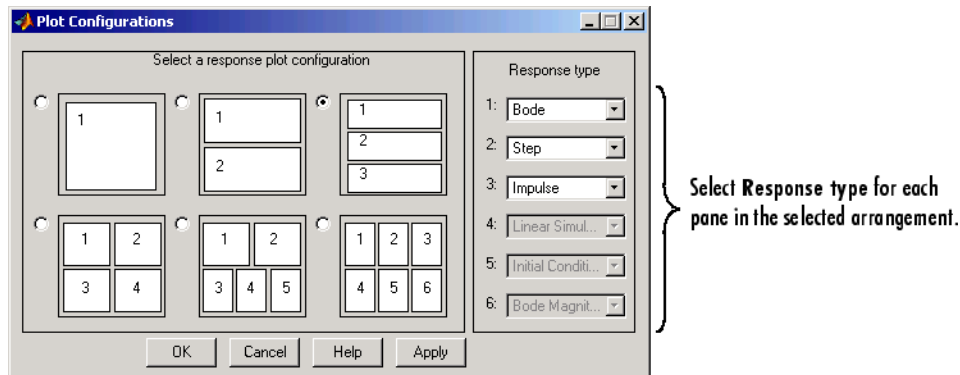 Plot Configurations
Select a response plot configuration
1
1
2
1
2
3
1 2
3 4
1 2
3 4 5
1 2 3
4 5 6
Response type
1: Bode
2: Step
3: Impulse
4: Linear Simul...
5: Initial Conditi...
6: Bode Magnit...
OK Cancel Help Apply
Select Response type for each
pane in the selected arrangement.